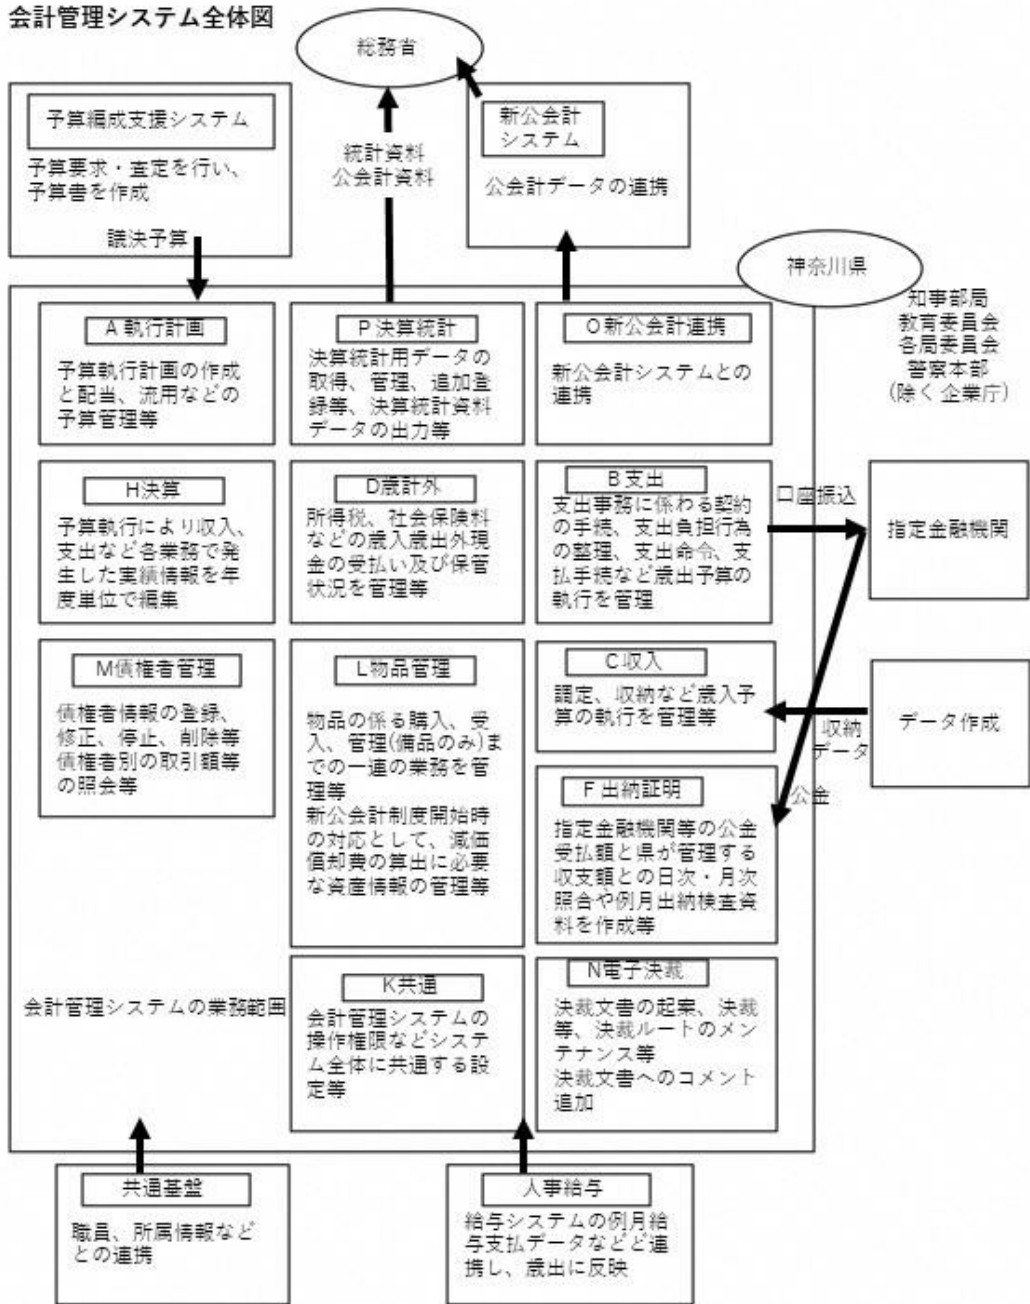 会計管理システム全体図
総務省
予算編成支援システム
予算要求・査定を行い、
予算書を作成
議決予算
統計資料
公会計資料
新公会計
システム
公会計データの連携
神奈川県
知事部局
教育委員会
各局委員会
警察本部
(除く 企業庁)
A 執行計画
予算執行計画の作成
と配当、流用などの
予算管理等
P 決算統計
決算統計用データの
取得、管理、追加登
録等、決算統計資料
データの出力等
O 新公会計連携
新公会計システムとの
連携
H決算
予算執行により収入、
支出など各業務で発
生した実績情報を年
度単位で編集
D歳計外
所得税、社会保険料
などの歳入歳出外現
金の受払い及び保管
状況を管理等
B 支出
支出事務に係わる契約
の手続、支出負担行為
の整理、支出命令、支
払手続など歳出予算の
執行を管理
口座振込
指定金融機関
M債権者管理
債権者情報の登録、
修正、停止、削除等
債権者別の取引額等
の照会等
L物品管理
物品の係る購入、受
入、管理(備品のみ)ま
での一連の業務を管
理等
新公会計制度開始時
の対応として、減価
償却費の算出に必要
な資産情報の管理等
C 収入
調定、収納など歳入予
算の執行を管理等
収納
データ
データ作成
公金
F 出納証明
指定金融機関等の公金
受払額と県が管理する
収支額との日次・月次
照合や例月出納検査資
料を作成等
会計管理システムの業務範囲
K共通
会計管理システムの
操作権限などシステ
ム全体に共通する設
定等
N電子決裁
決裁文書の起案、決裁
等、決裁ルートのメン
テナンス等
決裁文書へのコメント
追加
共通基盤
職員、所属情報など
との連携
人事給与
給与システムの例月給
与支払データなどど連
携し、歳出に反映